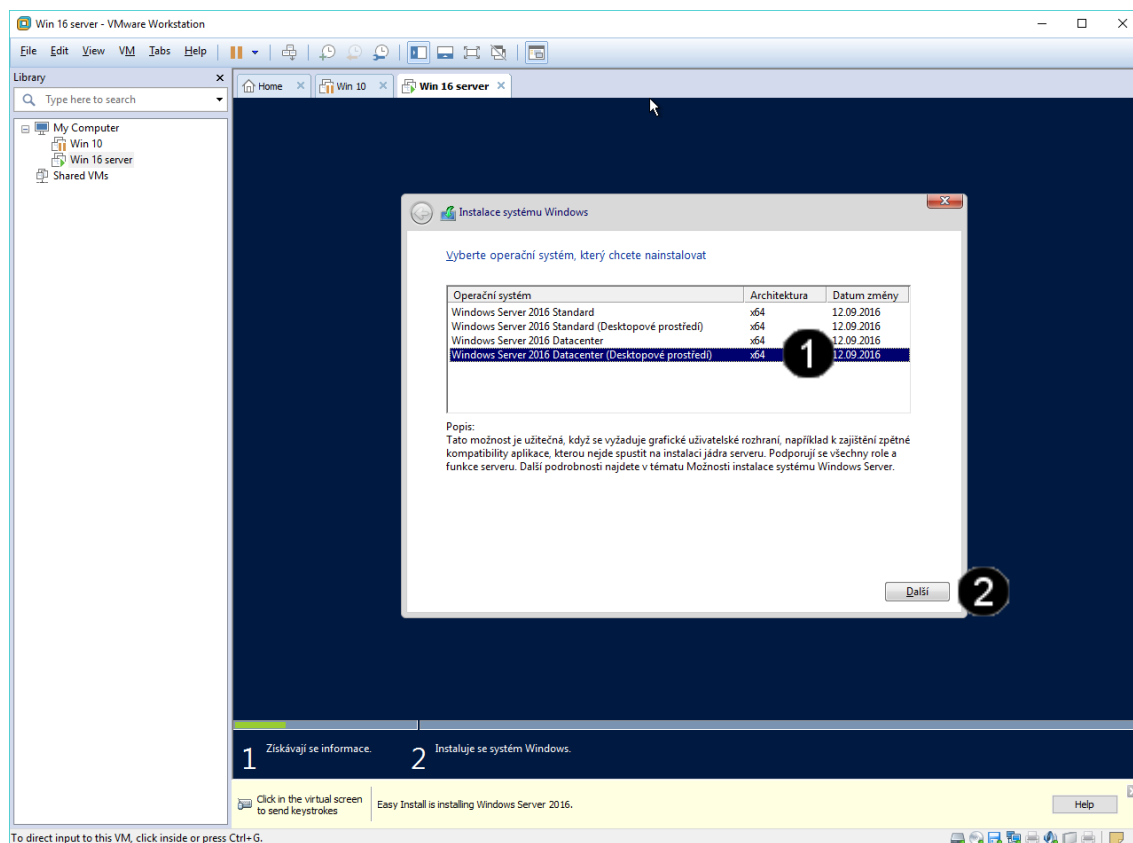 Win 16 server - VMware Workstation
File Edit View VM Tabs Help
Library
Type here to search
My Computer
Win 10
Win 16 server
Shared VMs
Home Win 10 Win 16 server
Instalace systému Windows
Vyberte operační systém, který chcete nainstalovat
Operační systém Architektura Datum změny
Windows Server 2016 Standard x64 12.09.2016
Windows Server 2016 Standard (Desktopové prostředí) x64 12.09.2016
Windows Server 2016 Datacenter x64 12.09.2016
Windows Server 2016 Datacenter (Desktopové prostředí) x64 12.09.2016
1
Popis:
Tato možnost je užitečná, když se vyžaduje grafické uživatelské rozhraní, například k zajištění zpětné
kompatibility aplikace, kterou nejde spustit na instalaci jádra serveru. Podporují se všechny role a
funkce serveru. Další podrobnosti najdete v tématu Možnosti instalace systému Windows Server.
Další
2
1 Získávají se informace. 2 Instaluje se systém Windows.
Click in the virtual screen
to send keystrokes
Easy Install is installing Windows Server 2016.
Help
To direct input to this VM, click inside or press Ctrl+G.